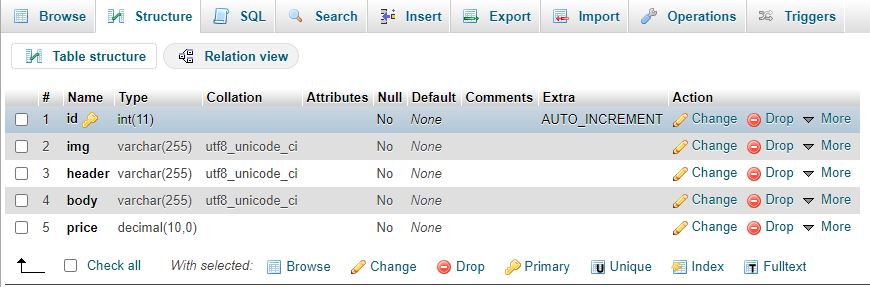 Browse Structure SQL Search Insert Export Import Operations Triggers
Table structure Relation view
# Name Type Collation Attributes Null Default Comments Extra Action
1 id int(11) No None AUTO_INCREMENT Change Drop More
2 img varchar(255) utf8_unicode_ci No None Change Drop More
3 header varchar(255) utf8_unicode_ci No None Change Drop More
4 body varchar(255) utf8_unicode_ci No None Change Drop More
5 price decimal(10,0) No None Change Drop More
Check all With selected: Browse Change Drop Primary U Unique Index T Fulltext